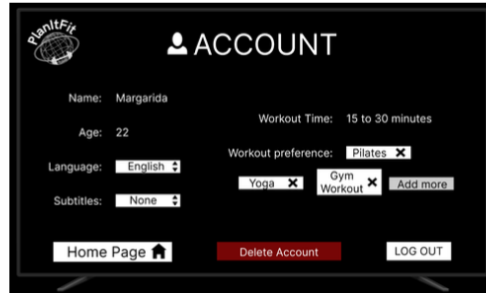 PlanItFit
ACCOUNT
Name: Margarida
Age: 22
Language: English
Subtitles: None
Workout Time: 15 to 30 minutes
Workout preference: Pilates X
Yoga X
Gym
Workout X
Add more
Home Page
Delete Account
LOG OUT